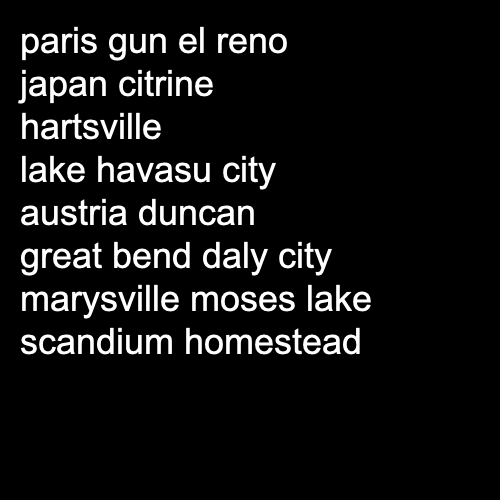 paris gun el reno
japan citrine
hartsville
lake havasu city
austria duncan
great bend daly city
marysville moses lake
scandium homestead